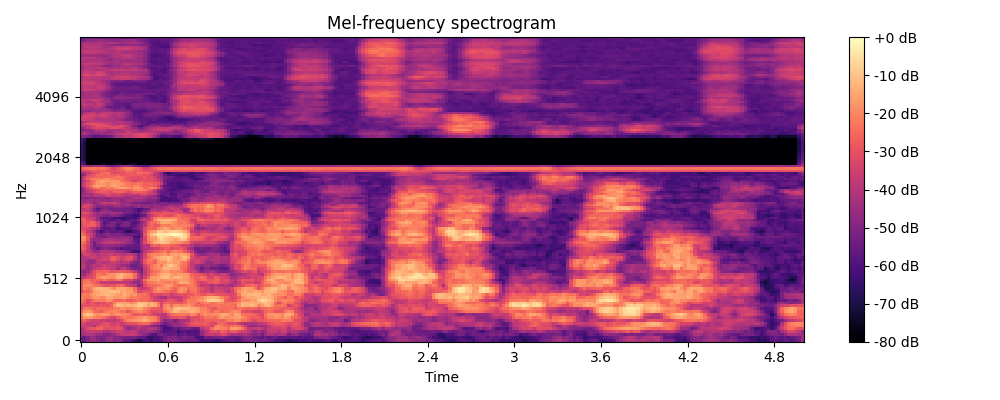 Mel-frequency spectrogram
+0 dB
-10 dB
-20 dB
-30 dB
-40 dB
-50 dB
-60 dB
-70 dB
-80 dB
Hz
4096
2048
1024
512
0
0 0.6 1.2 1.8 2.4 3 3.6 4.2 4.8
Time